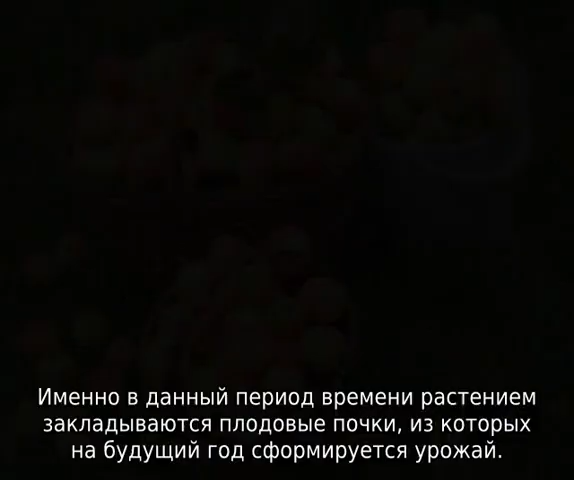 Именно в данный период времени растением
закладываются плодовые почки, из которых
на будущий год сформируется урожай.